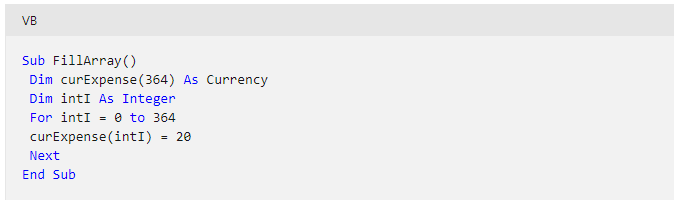 VB
Sub FillArray()
Dim curExpense(364) As Currency
Dim intI As Integer
For intI = 0 to 364
curExpense(intI) = 20
Next
End Sub